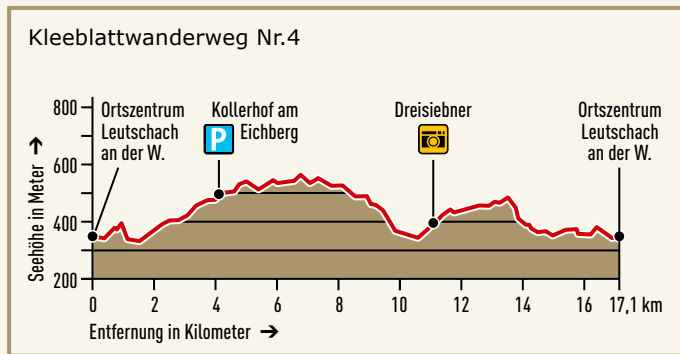 Kleeblattwanderweg Nr.4
Seehöhe in Meter →
800
600
400
200
Ortszentrum
Leutschach
an der W.
Kollerhof am
Eichberg
P
Dreisiebner
Ortszentrum
Leutschach
an der W.
0 2 4 6 8 10 12 14 16 17,1 km
Entfernung in Kilometer →